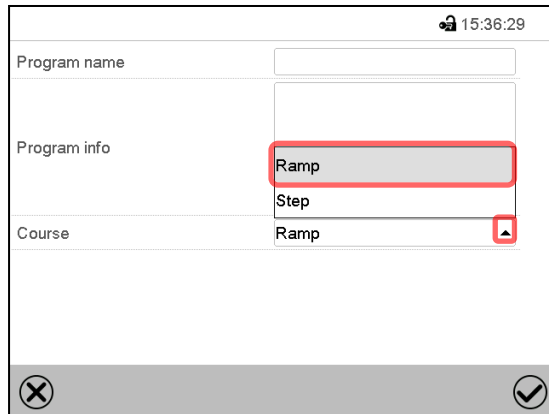 15:36:29
Program name
Program info
Ramp
Step
Course
Ramp